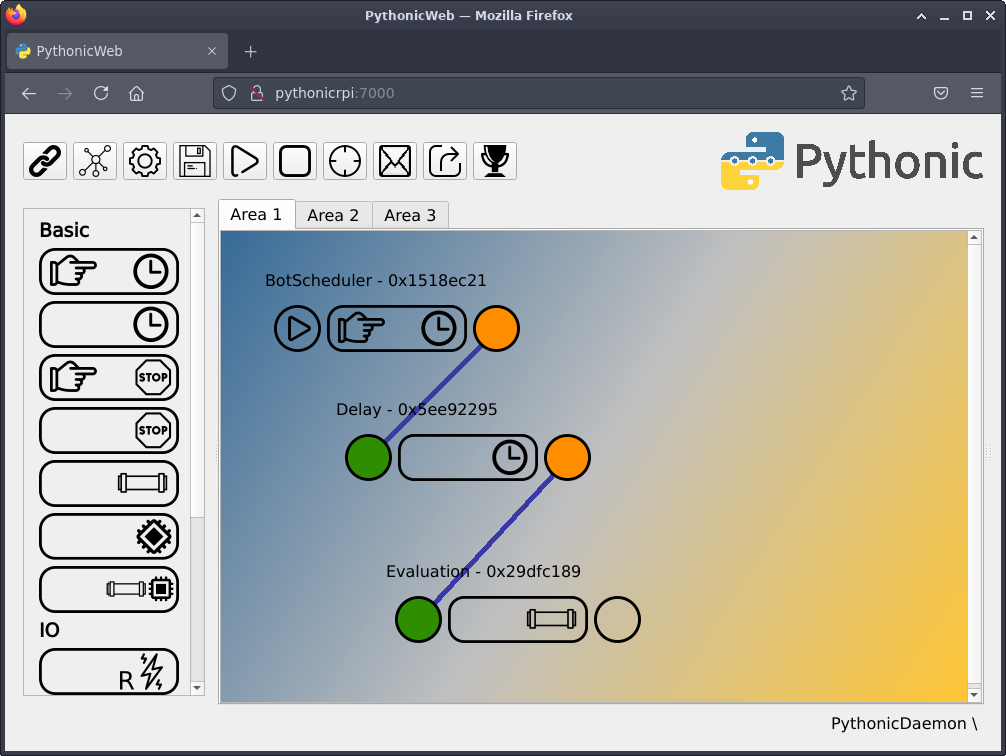 PythonicWeb — Mozilla Firefox
PythonicWeb
pythonicrpi:7000
Pythonic
Area 1
Area 2
Area 3
Basic
STOP
STOP
IO
R
BotScheduler - 0x1518ec21
Delay - 0x5ee92295
Evaluation - 0x29dfc189
PythonicDaemon \